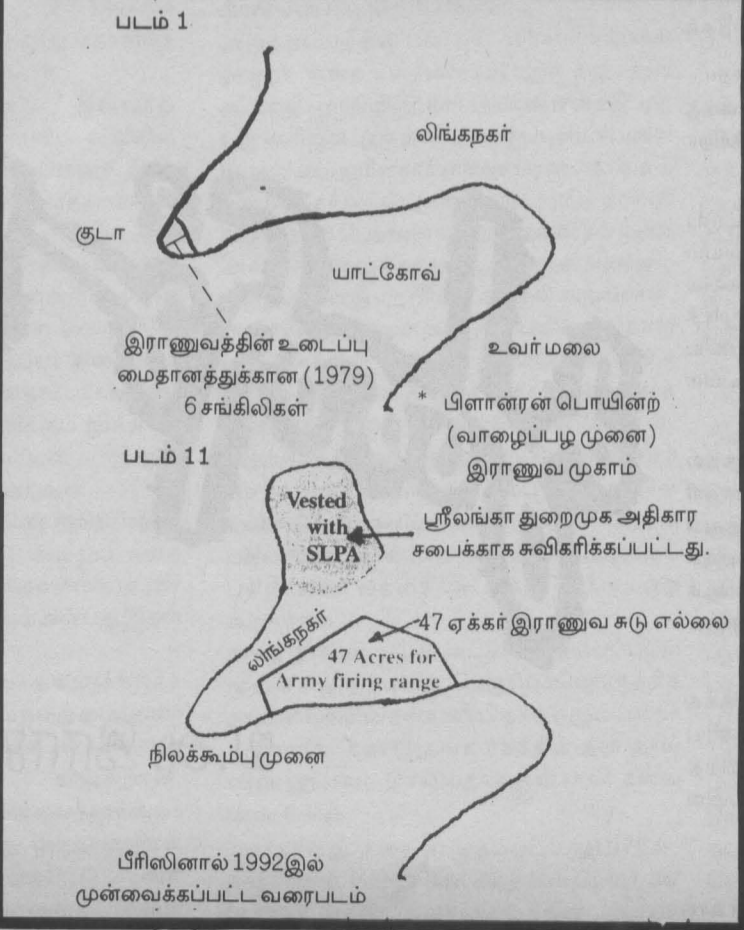 படம் 1
லிங்கநகர்
குடா
யாட்கோவ்
இராணுவத்தின் உடைப்பு
மைதானத்துக்கான (1979)
6 சங்கிலிகள்
உவர்மலை
* பிளான்ரன் பொயின்ற்
(வாழைப்பழ முனை)
இராணுவ முகாம்
படம் 11
Vested
with
SLPA
ஸ்ரீலங்கா துறைமுக அதிகார
சபைக்காக சுவிகரிக்கப்பட்டது.
லிங்கநகர்
47 ஏக்கர் இராணுவ சுடு எல்லை
47 Acres for
Army firing range
நிலக்கூம்பு முனை
பீரிஸினால் 1992இல்
முன்வைக்கப்பட்ட வரைபடம்